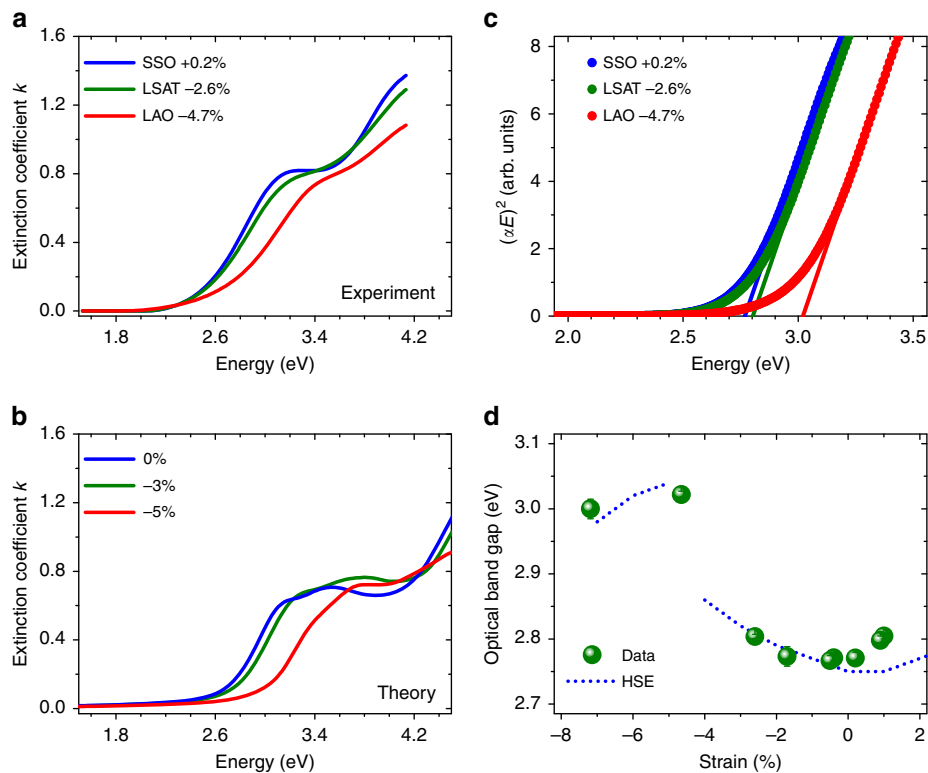 a
1.6
1.2
0.8
0.4
0.0
Extinction coefficient k
SSO +0.2%
LSAT −2.6%
LAO −4.7%
Experiment
1.8 2.6 3.4 4.2
Energy (eV)
c
8
6
4
2
0
(αE)² (arb. units)
SSO +0.2%
LSAT −2.6%
LAO −4.7%
2.0 2.5 3.0 3.5
Energy (eV)
b
1.6
1.2
0.8
0.4
0.0
Extinction coefficient k
0%
−3%
−5%
Theory
1.8 2.6 3.4 4.2
Energy (eV)
d
3.1
3.0
2.9
2.8
2.7
Optical band gap (eV)
Data
HSE
−8 −6 −4 −2 0 2
Strain (%)